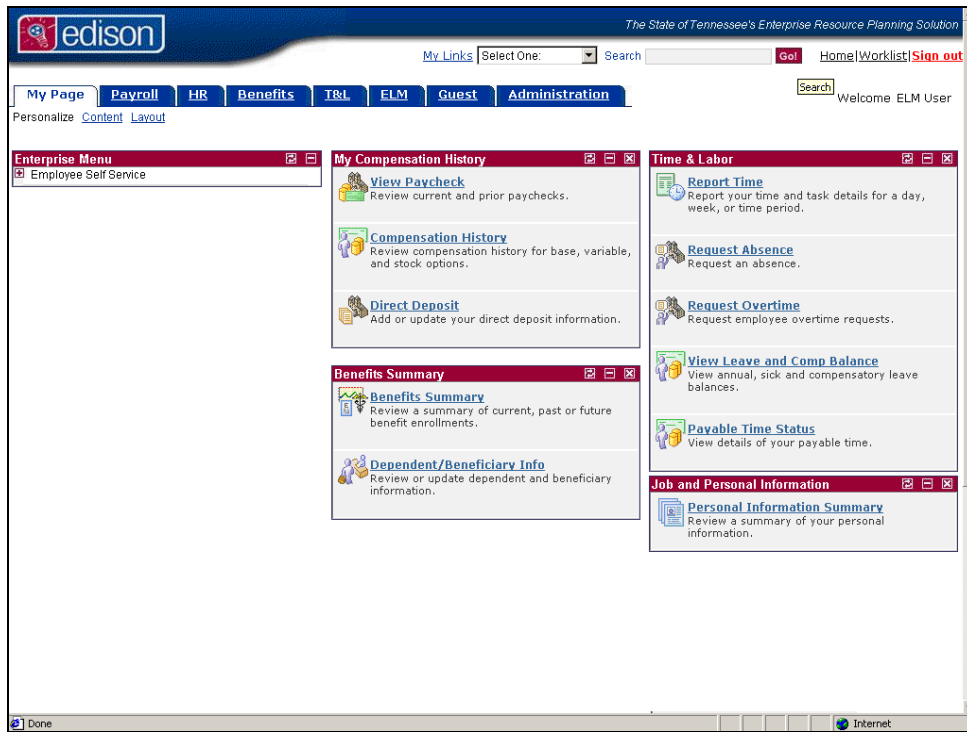 edison
The State of Tennessee's Enterprise Resource Planning Solution
My Links Select One: Search Go! Home|Worklist|Sign out
My Page Payroll HR Benefits T&L ELM Guest Administration
Search
Welcome ELM User
Personalize Content Layout
Enterprise Menu
Employee Self Service
My Compensation History
View Paycheck
Review current and prior paychecks.
Compensation History
Review compensation history for base, variable,
and stock options.
Direct Deposit
Add or update your direct deposit information.
Benefits Summary
Benefits Summary
Review a summary of current, past or future
benefit enrollments.
Dependent/Beneficiary Info
Review or update dependent and beneficiary
information.
Time & Labor
Report Time
Report your time and task details for a day,
week, or time period.
Request Absence
Request an absence.
Request Overtime
Request employee overtime requests.
View Leave and Comp Balance
View annual, sick and compensatory leave
balances.
Payable Time Status
View details of your payable time.
Job and Personal Information
Personal Information Summary
Review a summary of your personal
information.
Done
Internet